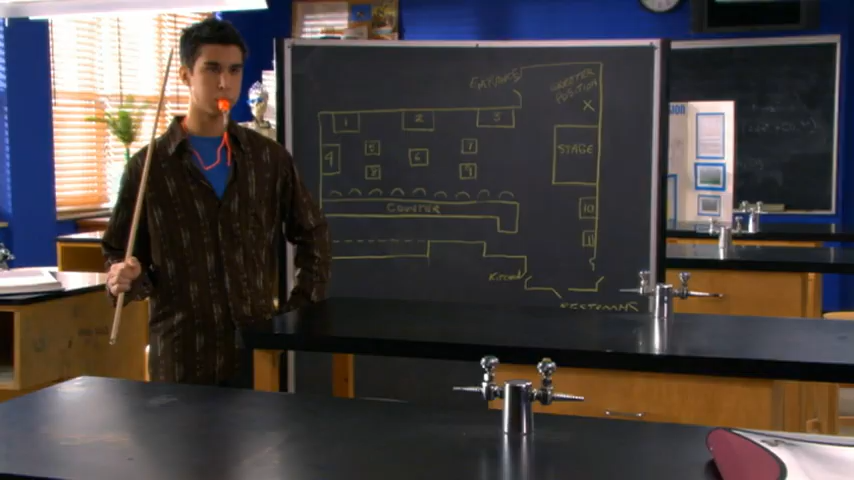 ENTRANCE
GREETER
POSITION
X
1
2
3
4
5
6
7
8
9
STAGE
COUNTER
10
11
KITCHEN
RESTROOMS